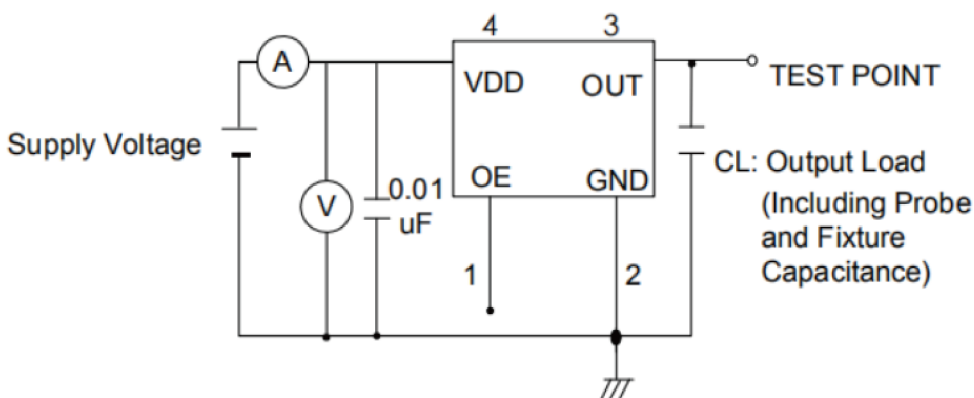 4
3
A
VDD
OUT
TEST POINT
Supply Voltage
V
0.01
uF
OE
GND
CL: Output Load
(Including Probe
and Fixture
Capacitance)
1
2